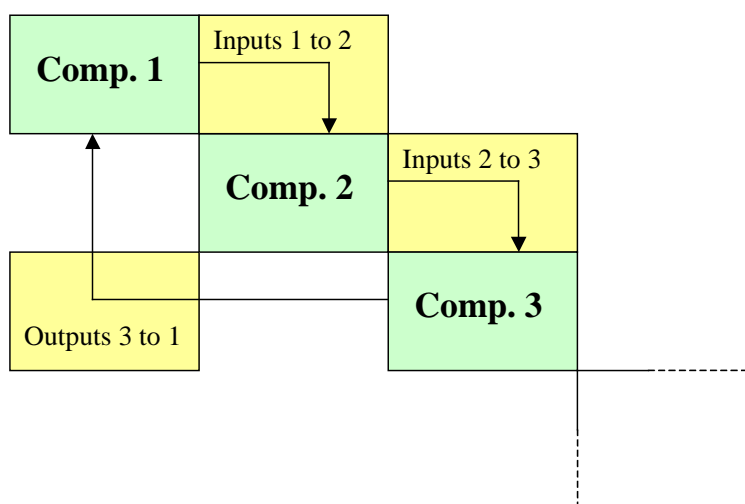 Comp. 1
Inputs 1 to 2
Comp. 2
Inputs 2 to 3
Comp. 3
Outputs 3 to 1